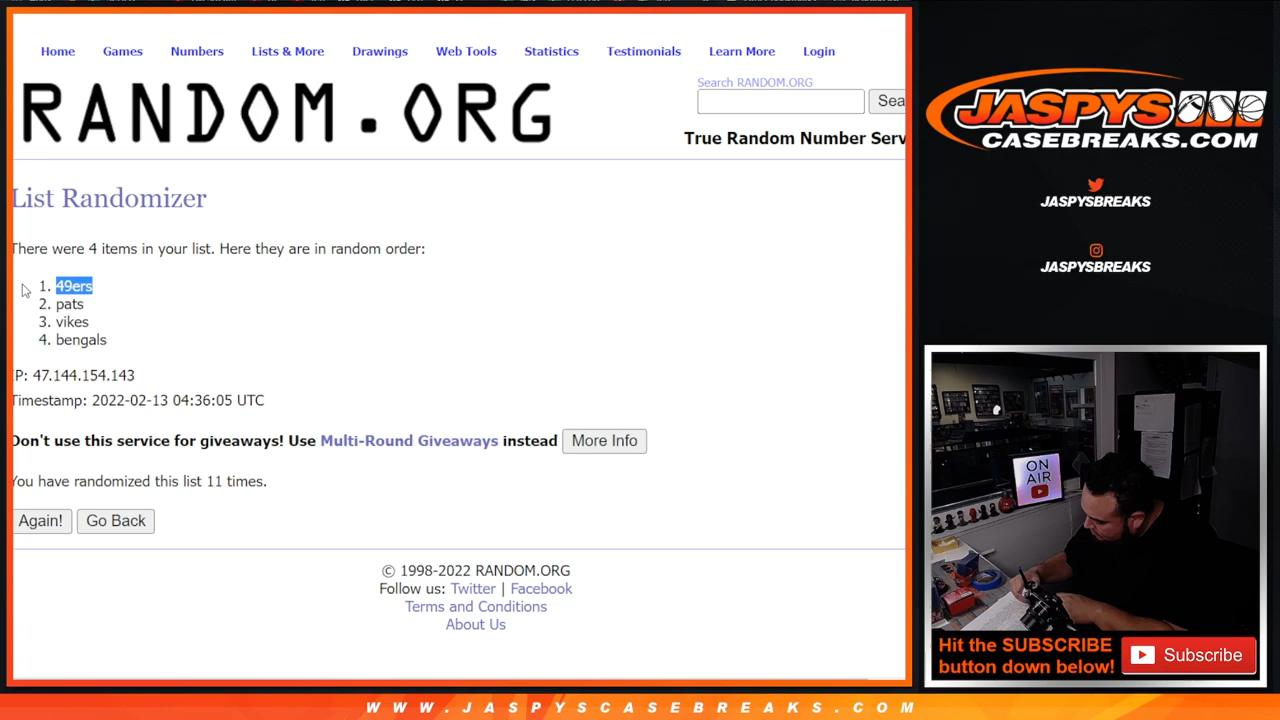 Home Games Numbers Lists & More Drawings Web Tools Statistics Testimonials Learn More Login
RANDOM.ORG
Search RANDOM.ORG
Sea
True Random Number Serv
List Randomizer
There were 4 items in your list. Here they are in random order:
1. 49ers
2. pats
3. vikes
4. bengals
IP: 47.144.154.143
Timestamp: 2022-02-13 04:36:05 UTC
Don't use this service for giveaways! Use Multi-Round Giveaways instead More Info
You have randomized this list 11 times.
Again! Go Back
© 1998-2022 RANDOM.ORG
Follow us: Twitter | Facebook
Terms and Conditions
About Us
JASPYS
CASEBREAKS.COM
JASPYSBREAKS
JASPYSBREAKS
ON
AIR
Hit the SUBSCRIBE
button down below!
Subscribe
WWW.JASPYSCASEBREAKS.COM